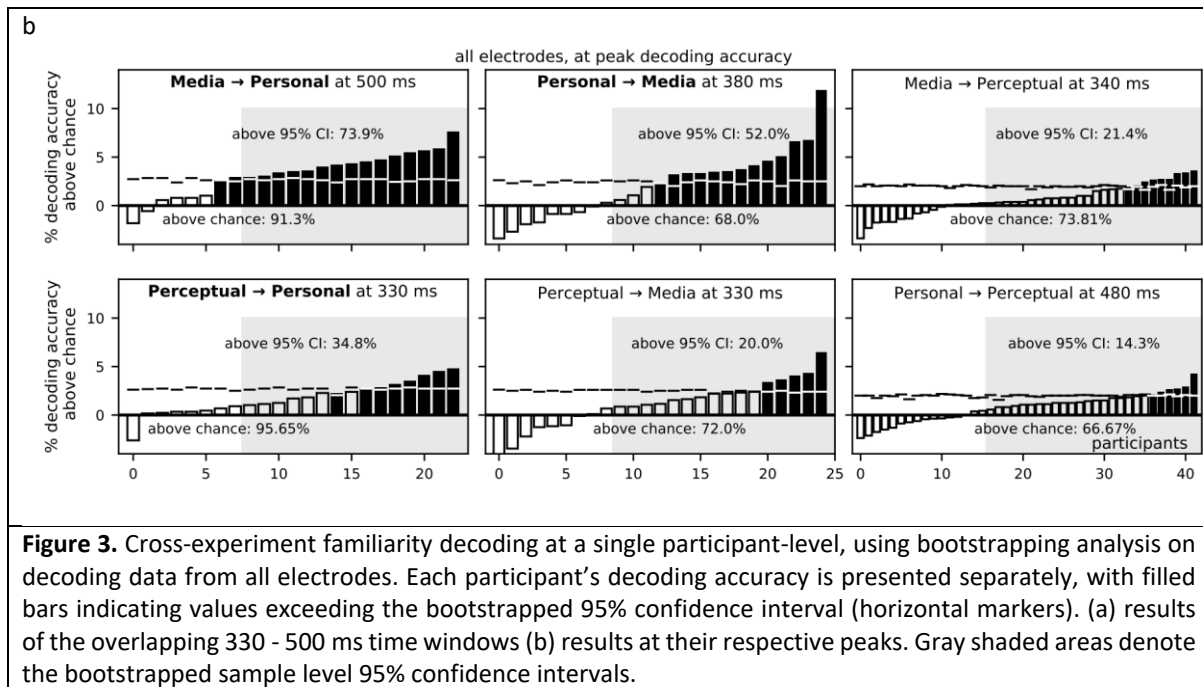 b
all electrodes, at peak decoding accuracy
% decoding accuracy
above chance
Media → Personal at 500 ms
above 95% CI: 73.9%
above chance: 91.3%
10
5
0
0 5 10 15 20
Personal → Media at 380 ms
above 95% CI: 52.0%
above chance: 68.0%
Media → Perceptual at 340 ms
above 95% CI: 21.4%
above chance: 73.81%
% decoding accuracy
above chance
Perceptual → Personal at 330 ms
above 95% CI: 34.8%
above chance: 95.65%
10
5
0
0 5 10 15 20
Perceptual → Media at 330 ms
above 95% CI: 20.0%
above chance: 72.0%
0 5 10 15 20 25
Personal → Perceptual at 480 ms
above 95% CI: 14.3%
above chance: 66.67%
participants
0 10 20 30 40
Figure 3. Cross-experiment familiarity decoding at a single participant-level, using bootstrapping analysis on
decoding data from all electrodes. Each participant's decoding accuracy is presented separately, with filled
bars indicating values exceeding the bootstrapped 95% confidence interval (horizontal markers). (a) results
of the overlapping 330 - 500 ms time windows (b) results at their respective peaks. Gray shaded areas denote
the bootstrapped sample level 95% confidence intervals.